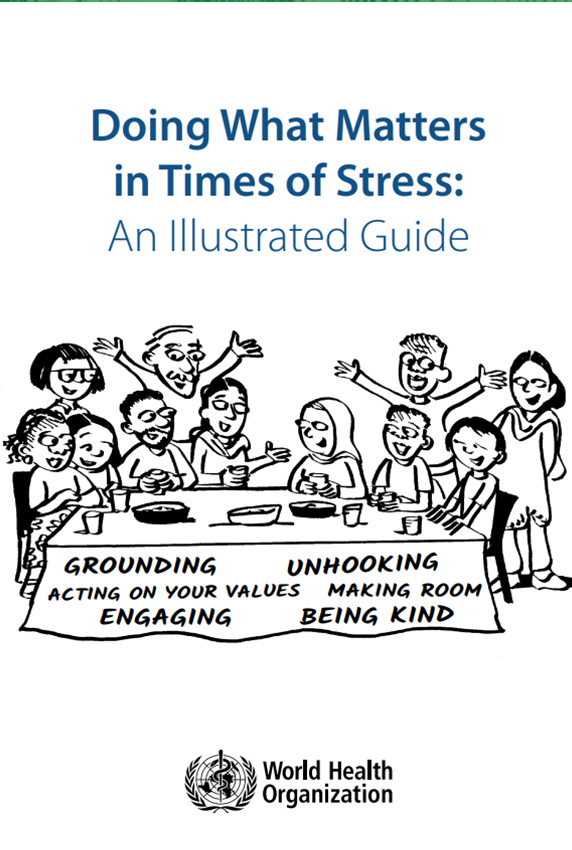 Doing What Matters
in Times of Stress:
An Illustrated Guide
GROUNDING UNHOOKING
ACTING ON YOUR VALUES MAKING ROOM
ENGAGING BEING KIND
World Health
Organization